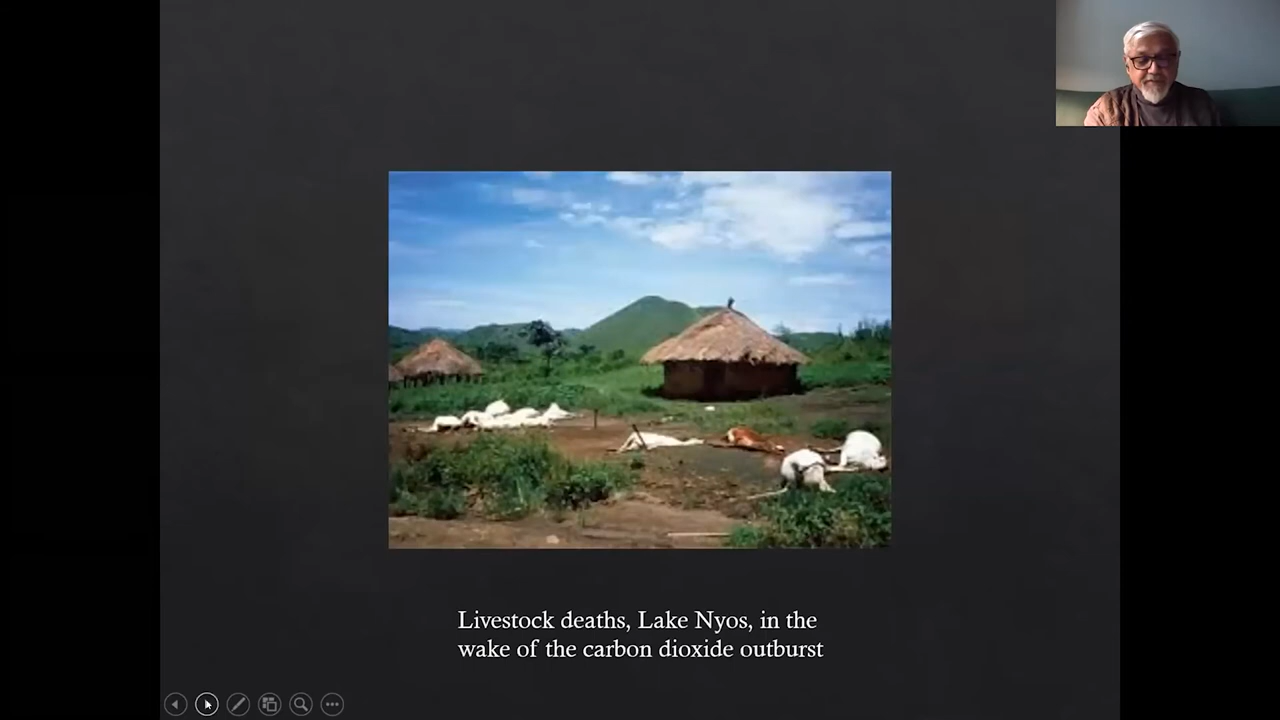 Livestock deaths, Lake Nyos, in the
wake of the carbon dioxide outburst